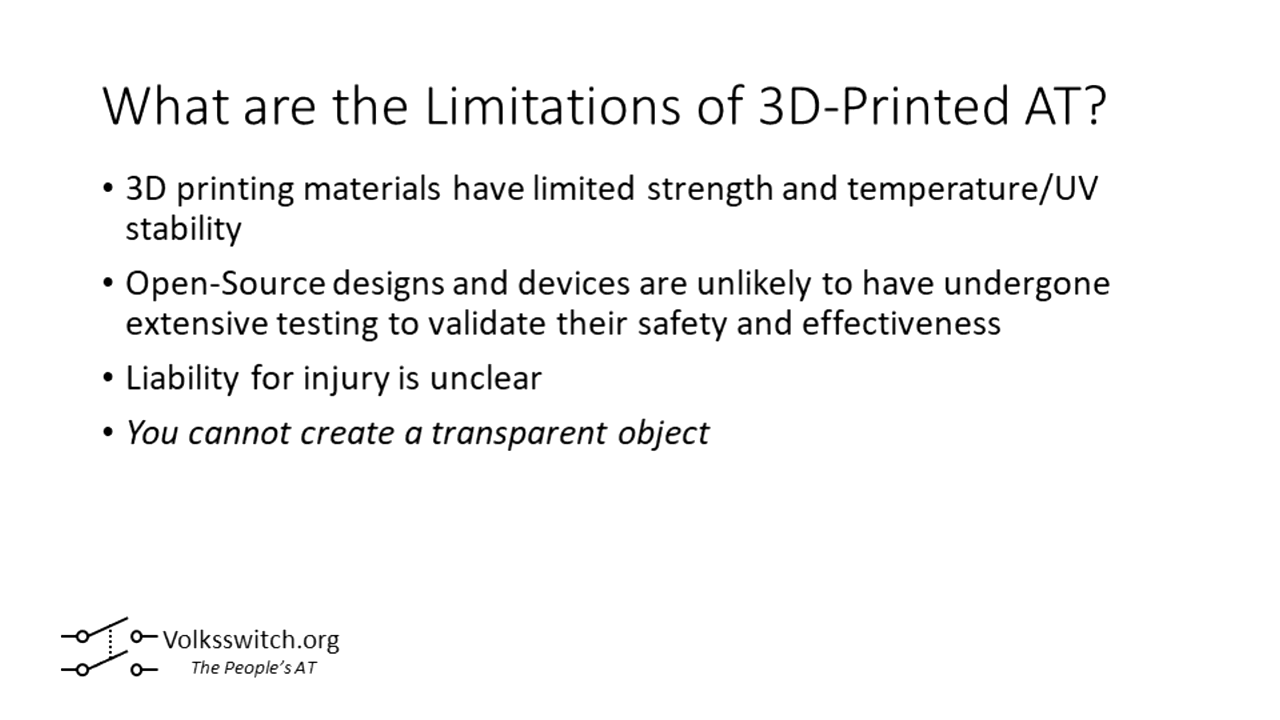 What are the Limitations of 3D-Printed AT?
• 3D printing materials have limited strength and temperature/UV
stability
• Open-Source designs and devices are unlikely to have undergone
extensive testing to validate their safety and effectiveness
• Liability for injury is unclear
• You cannot create a transparent object
Volksswitch.org
The People's AT